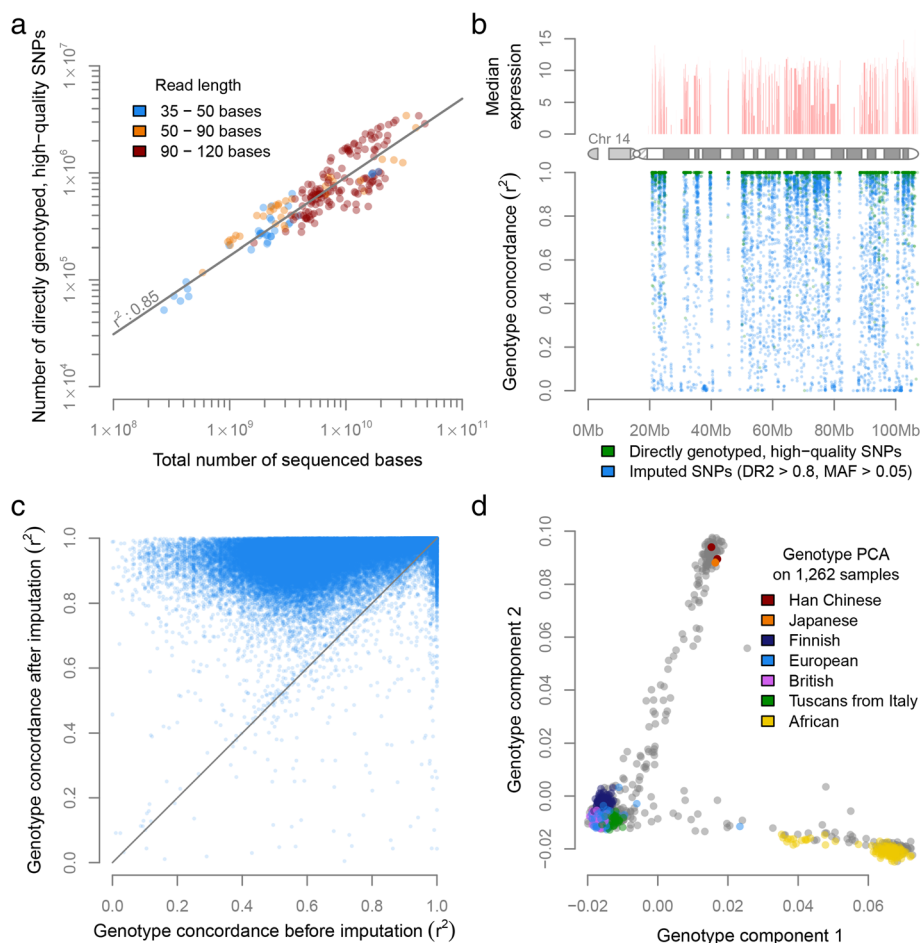 a
Number of directly genotyped, high-quality SNPs
1×10⁷
1×10⁶
1×10⁵
1×10⁴
Read length
35 − 50 bases
50 − 90 bases
90 − 120 bases
r²: 0.85
1×10⁸
1×10⁹
1×10¹⁰
1×10¹¹
Total number of sequenced bases
b
Median
expression
15
10
5
0
Chr 14
Genotype concordance (r²)
1.0
0.8
0.6
0.4
0.2
0.0
0Mb
20Mb
40Mb
60Mb
80Mb
100Mb
Directly genotyped, high-quality SNPs
Imputed SNPs (DR2 > 0.8, MAF > 0.05)
c
Genotype concordance after imputation (r²)
1.0
0.8
0.6
0.4
0.2
0.0
0.0
0.2
0.4
0.6
0.8
1.0
Genotype concordance before imputation (r²)
d
Genotype component 2
0.10
0.08
0.06
0.04
0.02
0.00
−0.02
Genotype PCA
on 1,262 samples
Han Chinese
Japanese
Finnish
European
British
Tuscans from Italy
African
−0.02
0.00
0.02
0.04
0.06
Genotype component 1